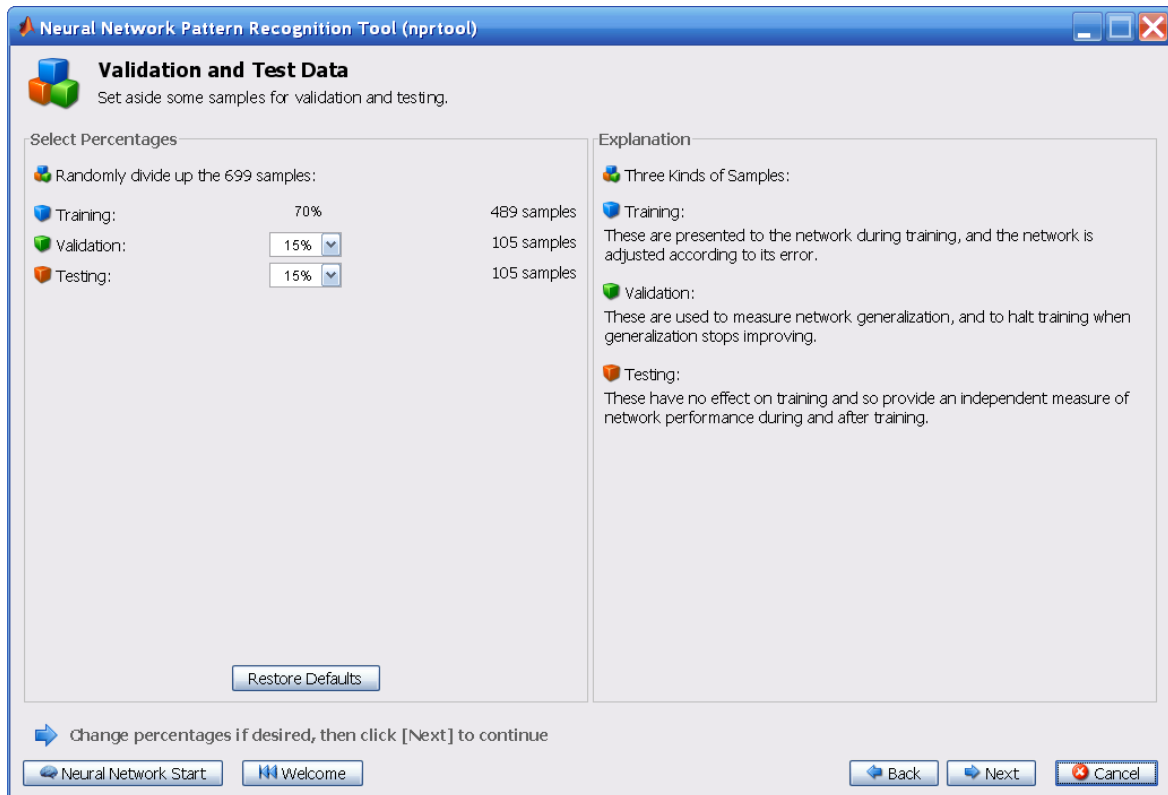 Neural Network Pattern Recognition Tool (nprtool)
Validation and Test Data
Set aside some samples for validation and testing.
Select Percentages
Randomly divide up the 699 samples:
Training: 70% 489 samples
Validation: 15% 105 samples
Testing: 15% 105 samples
Restore Defaults
Explanation
Three Kinds of Samples:
Training:
These are presented to the network during training, and the network is
adjusted according to its error.
Validation:
These are used to measure network generalization, and to halt training when
generalization stops improving.
Testing:
These have no effect on training and so provide an independent measure of
network performance during and after training.
Change percentages if desired, then click [Next] to continue
Neural Network Start Welcome Back Next Cancel